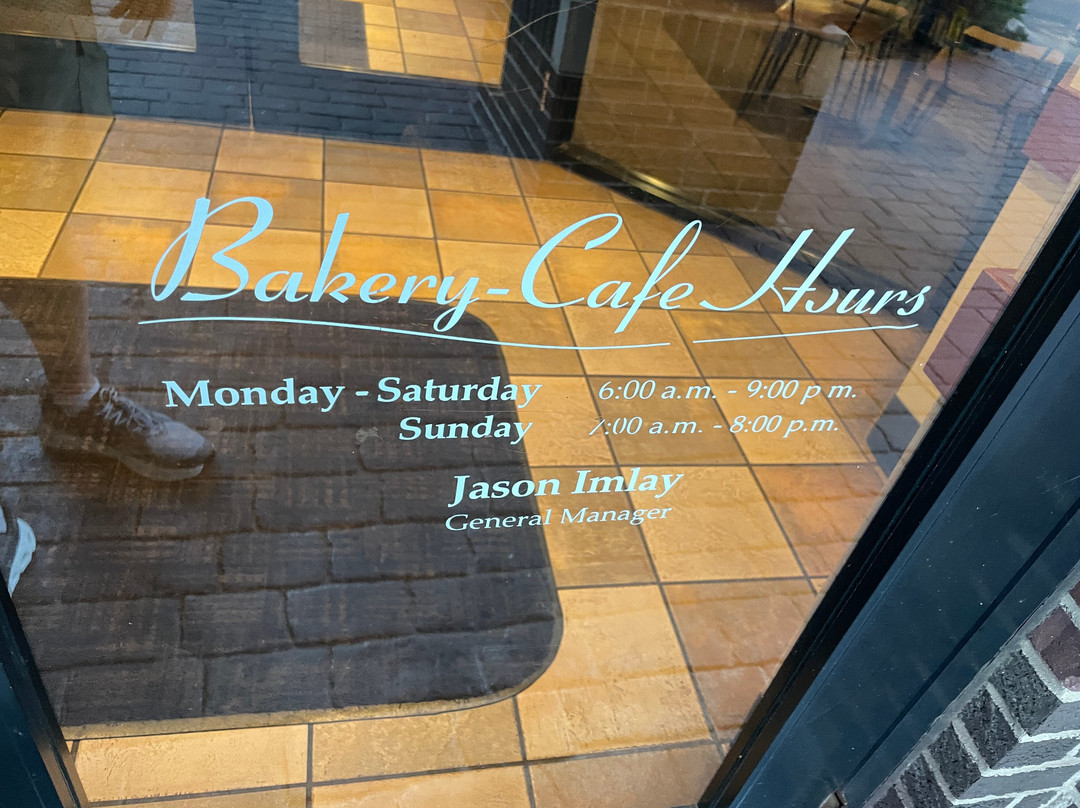 Bakery-Cafe Hours
Monday - Saturday 6:00 a.m. - 9:00 p m.
Sunday 7:00 a.m. - 8:00 p.m.
Jason Imlay
General Manager